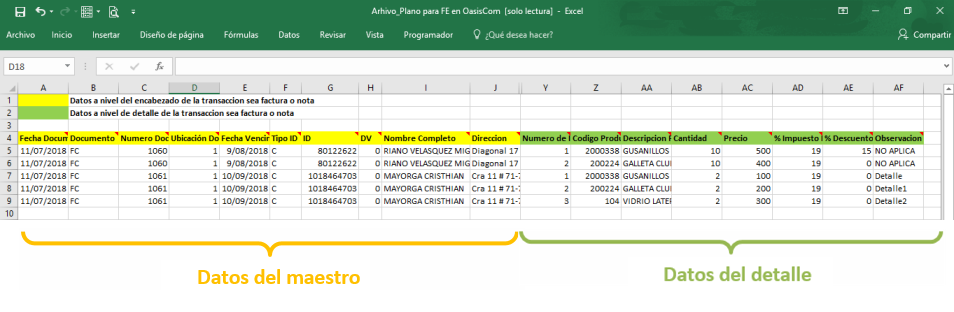 Arhivo_Plano para FE en OasisCom [solo lectura] - Excel
Archivo Inicio Insertar Diseño de página Fórmulas Datos Revisar Vista Programador ¿Qué desea hacer? Compartir
D18 fx
A B C D E F G H I J Y Z AA AB AC AD AE AF
1 Datos a nivel del encabezado de la transaccion sea factura o nota
2 Datos a nivel de detalle de la transaccion sea factura o nota
3
4 Fecha Docum Documento Numero Doc Ubicación Do Fecha Vencir Tipo ID ID DV Nombre Completo Direccion Numero de Codigo Prod Descripcion Cantidad Precio % Impuesto % Descuento Observacion
5 11/07/2018 FC 1060 1 9/08/2018 C 80122622 0 RIANO VELASQUEZ MIG Diagonal 17 1 2000338 GUSANILLOS 10 500 19 15 NO APLICA
6 11/07/2018 FC 1060 1 9/08/2018 C 80122622 0 RIANO VELASQUEZ MIG Diagonal 17 2 200224 GALLETA CLU 10 400 19 0 NO APLICA
7 11/07/2018 FC 1061 1 10/09/2018 C 1018464703 0 MAYORGA CRISTHIAN Cra 11 # 71- 1 2000338 GUSANILLOS 2 100 19 0 Detalle
8 11/07/2018 FC 1061 1 10/09/2018 C 1018464703 0 MAYORGA CRISTHIAN Cra 11 # 71- 2 200224 GALLETA CLU 2 200 19 0 Detalle1
9 11/07/2018 FC 1061 1 10/09/2018 C 1018464703 0 MAYORGA CRISTHIAN Cra 11 # 71- 3 104 VIDRIO LATE 2 300 19 0 Detalle2
10
Datos del maestro
Datos del detalle